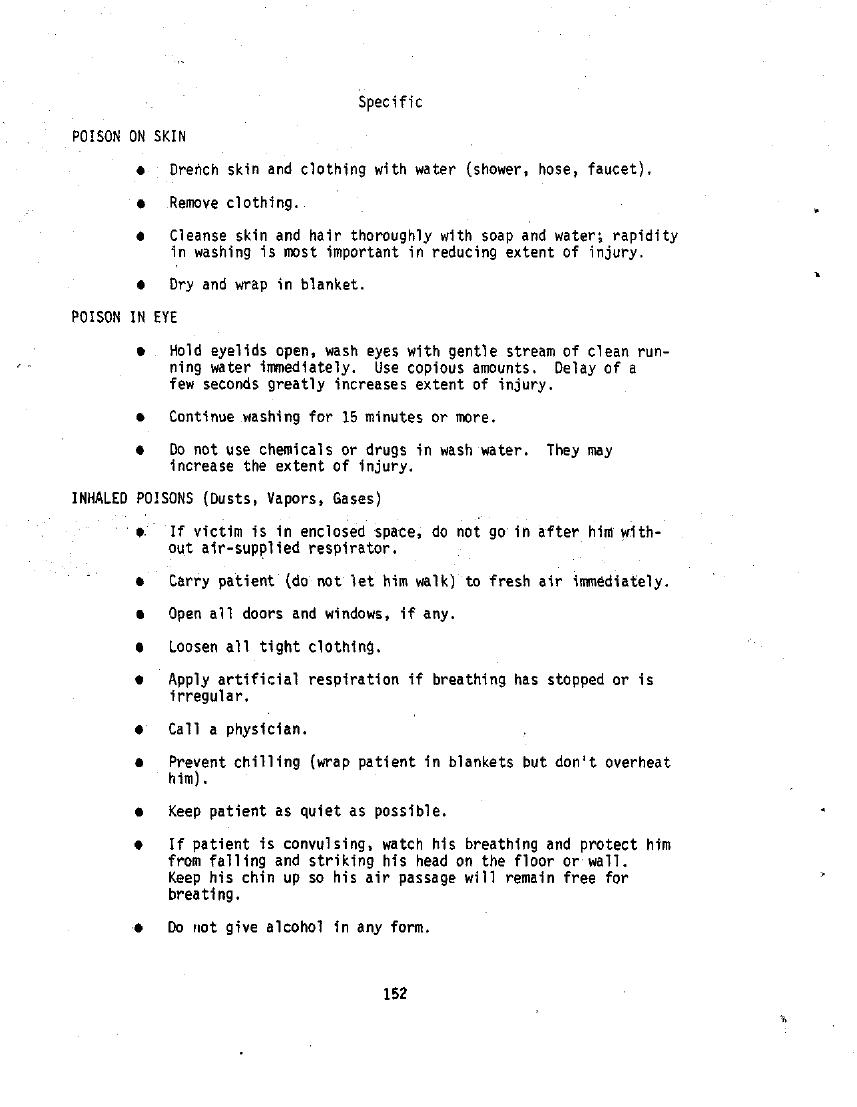 Specific
POISON ON SKIN
● Drench skin and clothing with water (shower, hose, faucet).
● Remove clothing.
● Cleanse skin and hair thoroughly with soap and water; rapidity
in washing is most important in reducing extent of injury.
● Dry and wrap in blanket.
POISON IN EYE
● Hold eyelids open, wash eyes with gentle stream of clean run-
ning water immediately. Use copious amounts. Delay of a
few seconds greatly increases extent of injury.
● Continue washing for 15 minutes or more.
● Do not use chemicals or drugs in wash water. They may
increase the extent of injury.
INHALED POISONS (Dusts, Vapors, Gases)
● If victim is in enclosed space, do not go in after him with-
out air-supplied respirator.
● Carry patient (do not let him walk) to fresh air immediately.
● Open all doors and windows, if any.
● Loosen all tight clothing.
● Apply artificial respiration if breathing has stopped or is
irregular.
● Call a physician.
● Prevent chilling (wrap patient in blankets but don't overheat
him).
● Keep patient as quiet as possible.
● If patient is convulsing, watch his breathing and protect him
from falling and striking his head on the floor or wall.
Keep his chin up so his air passage will remain free for
breating.
● Do not give alcohol in any form.
152